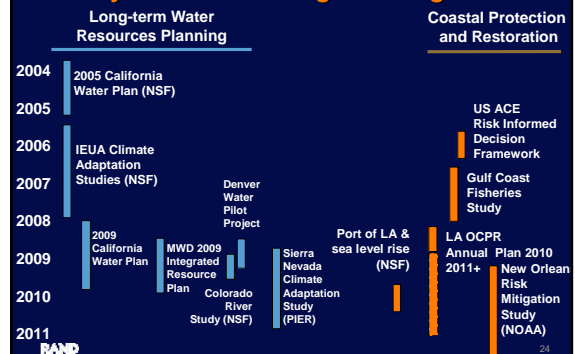 Long-term Water
Resources Planning
Coastal Protection
and Restoration
2004
2005
2006
2007
2008
2009
2010
2011
2005 California
Water Plan (NSF)
IEUA Climate
Adaptation
Studies (NSF)
2009
California
Water Plan
MWD 2009
Integrated
Resource
Plan
Denver
Water
Pilot
Project
Colorado
River
Study (NSF)
Sierra
Nevada
Climate
Adaptation
Study
(PIER)
Port of LA &
sea level rise
(NSF)
US ACE
Risk Informed
Decision
Framework
Gulf Coast
Fisheries
Study
LA OCPR
Annual Plan 2010
2011+
New Orlean
Risk
Mitigation
Study
(NOAA)
RAND
24